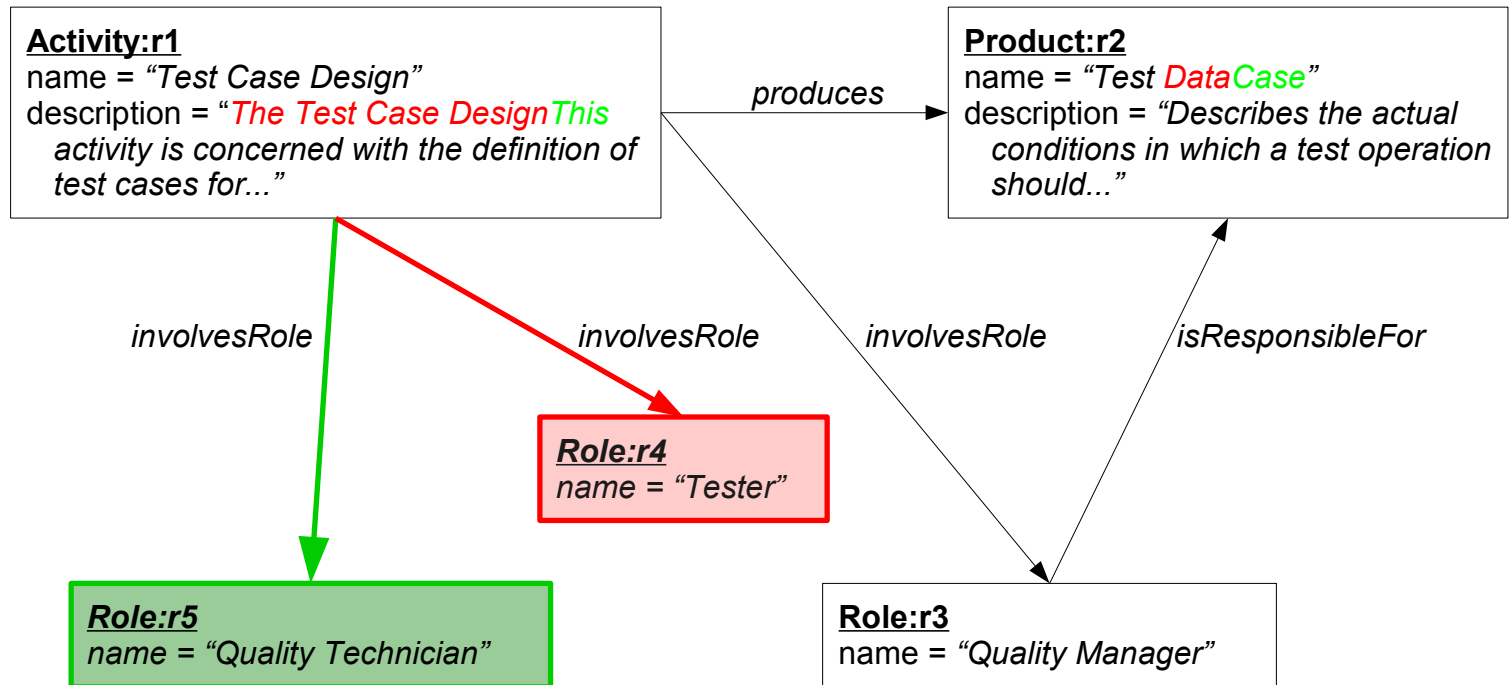 Activity:r1
name = “Test Case Design”
description = “The Test Case DesignThis
activity is concerned with the definition of
test cases for...”
produces
Product:r2
name = “Test DataCase”
description = “Describes the actual
conditions in which a test operation
should...”
involvesRole
involvesRole
involvesRole
isResponsibleFor
Role:r4
name = “Tester”
Role:r5
name = “Quality Technician”
Role:r3
name = “Quality Manager”